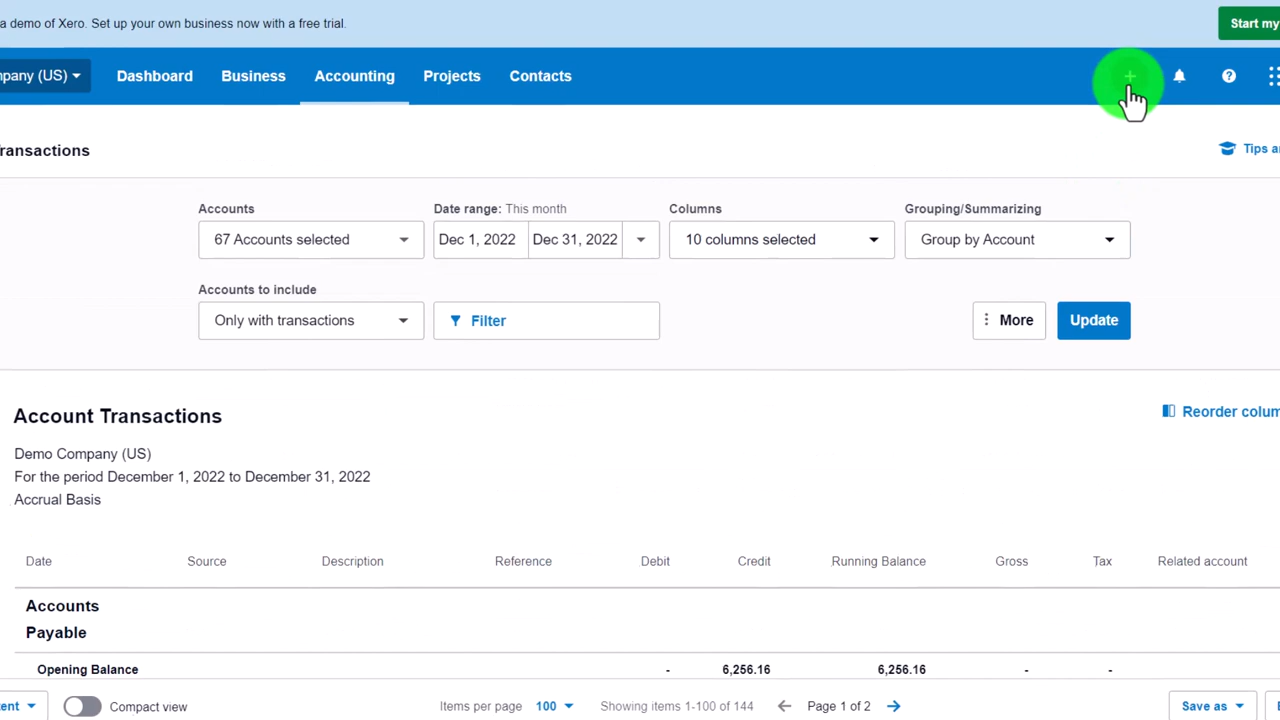 a demo of Xero. Set up your own business now with a free trial.
Start my
mpany (US)
Dashboard
Business
Accounting
Projects
Contacts
Transactions
Tips a
Accounts
Date range: This month
Columns
Grouping/Summarizing
67 Accounts selected
Dec 1, 2022
Dec 31, 2022
10 columns selected
Group by Account
Accounts to include
Only with transactions
Filter
More
Update
Account Transactions
Reorder colum
Demo Company (US)
For the period December 1, 2022 to December 31, 2022
Accrual Basis
Date
Source
Description
Reference
Debit
Credit
Running Balance
Gross
Tax
Related account
Accounts
Payable
Opening Balance
-
6,256.16
6,256.16
-
-
ent
Compact view
Items per page
100
Showing items 1-100 of 144
Page 1 of 2
Save as